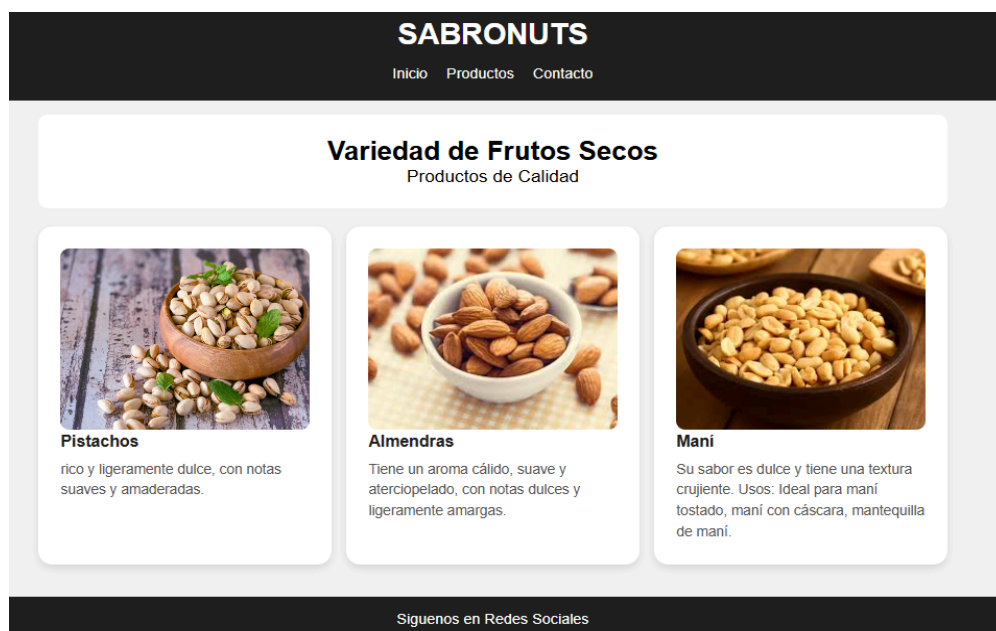 SABRONUTS
Inicio Productos Contacto
Variedad de Frutos Secos
Productos de Calidad
Pistachos
rico y ligeramente dulce, con notas
suaves y amaderadas.
Almendras
Tiene un aroma cálido, suave y
aterciopelado, con notas dulces y
ligeramente amargas.
Maní
Su sabor es dulce y tiene una textura
crujiente. Usos: Ideal para maní
tostado, maní con cáscara, mantequilla
de maní.
Siguenos en Redes Sociales